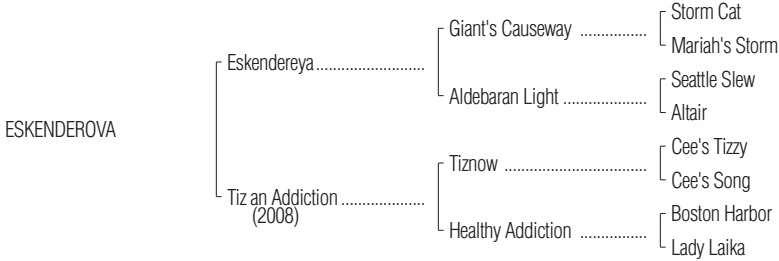 Storm Cat
Giant's Causeway ................
Mariah's Storm
Eskendereya..........................
Seattle Slew
Aldebaran Light ....................
Altair
ESKENDEROVA
Cee's Tizzy
Tiznow ..................................
Cee's Song
Tiz an Addiction ....................
(2008)
Boston Harbor
Healthy Addiction ................
Lady Laika